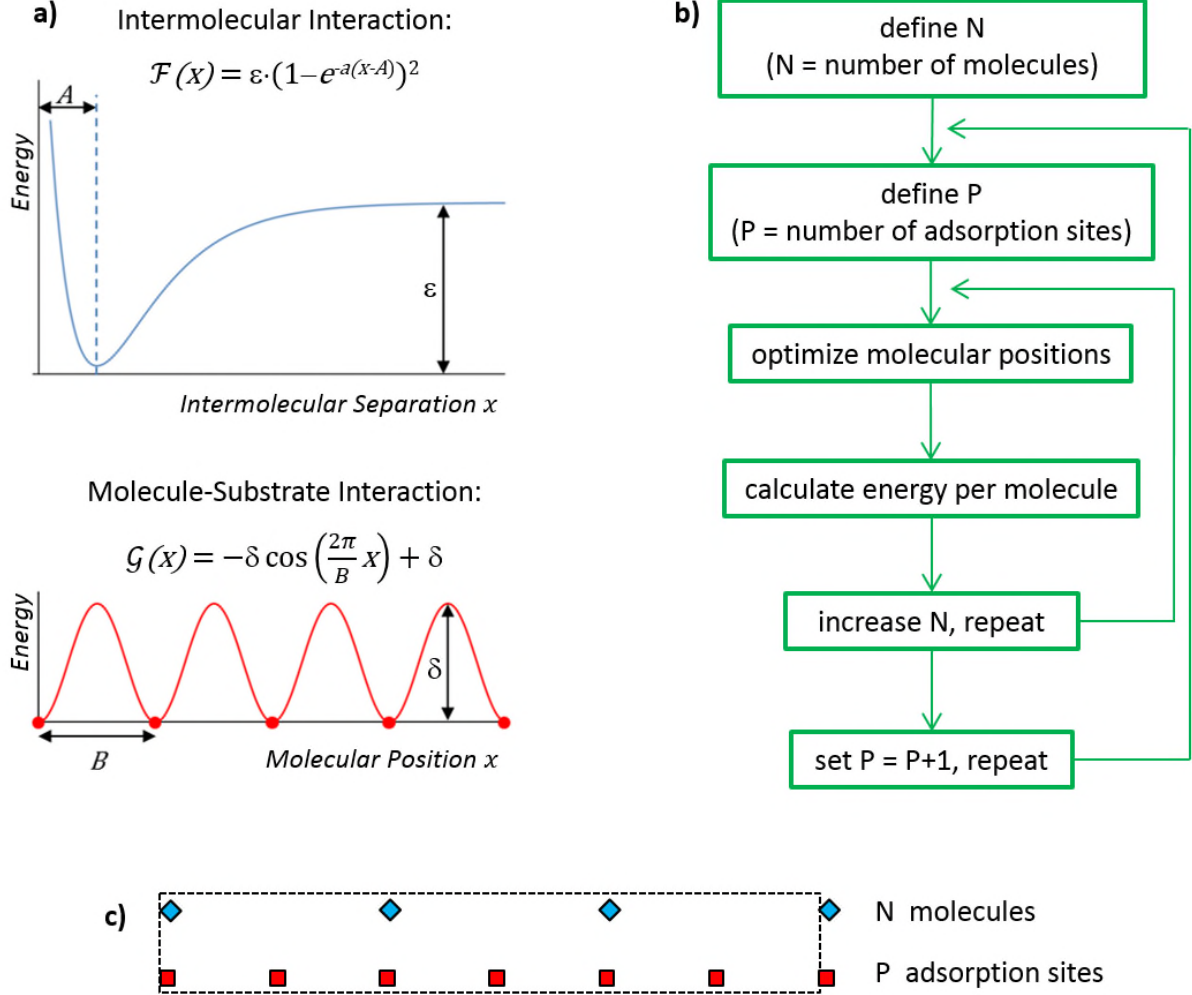 a)
Intermolecular Interaction:
ℱ(x) = ε·(1−e^-a(x-A))^2
A
Energy
ε
Intermolecular Separation x
Molecule-Substrate Interaction:
𝒢(x) = −δ cos (2π/B x) + δ
Energy
δ
B
Molecular Position x
b)
define N
(N = number of molecules)
define P
(P = number of adsorption sites)
optimize molecular positions
calculate energy per molecule
increase N, repeat
set P = P+1, repeat
c)
N molecules
P adsorption sites